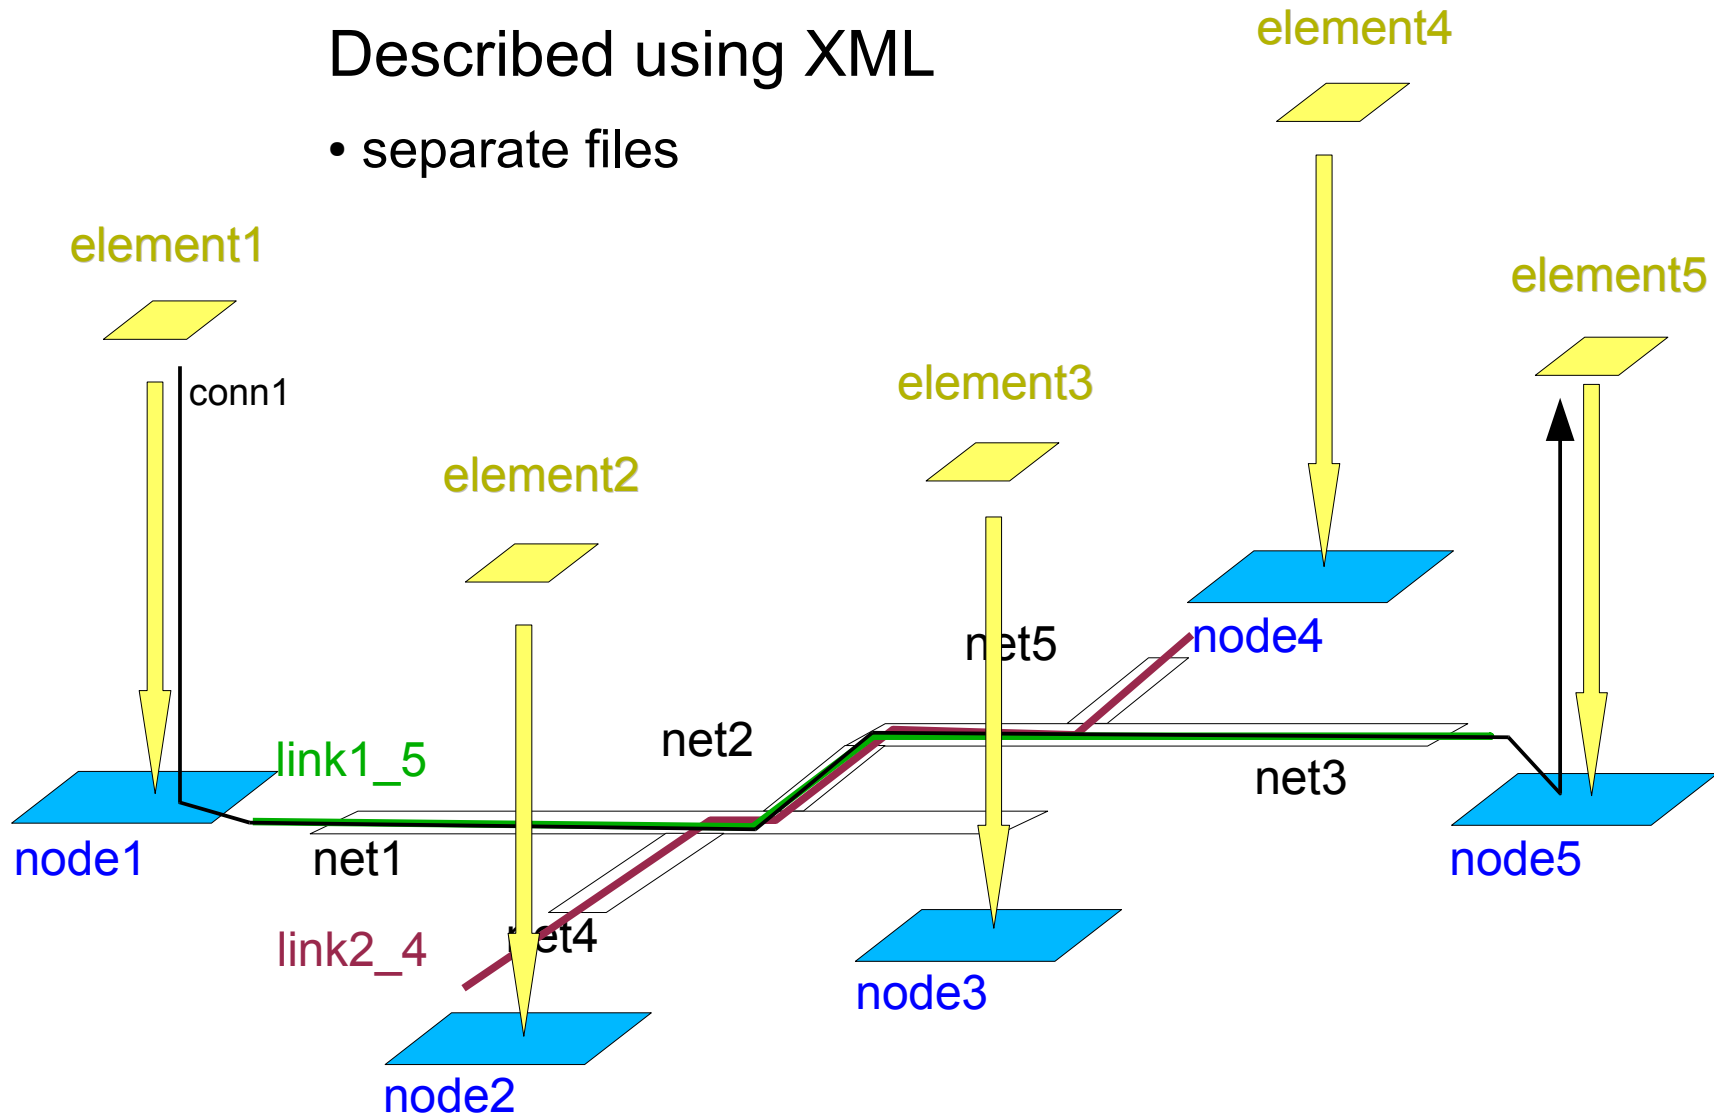 Described using XML
• separate files
element4
element1
element5
conn1
element3
element2
net5
node4
net2
link1_5
net3
node1
net1
node5
net4
link2_4
node3
node2